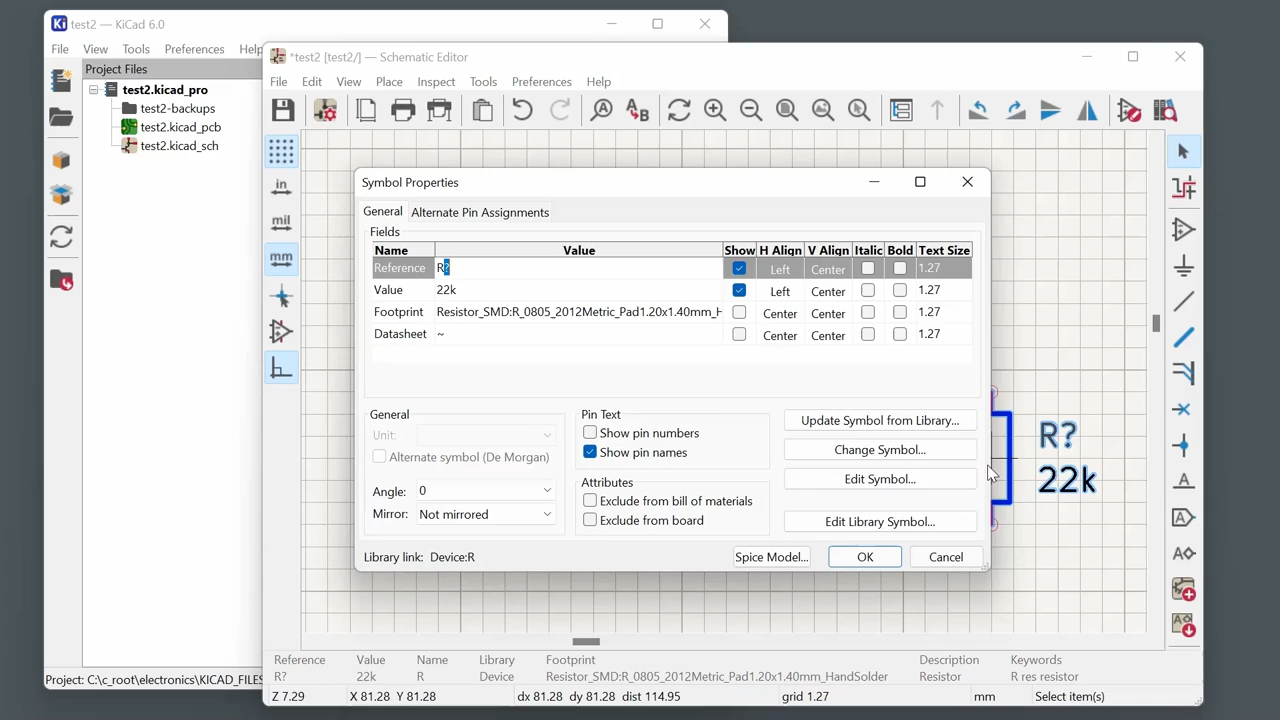 Ki test2 — KiCad 6.0
File View Tools Preferences Help
Project Files
test2.kicad_pro
test2-backups
test2.kicad_pcb
test2.kicad_sch
Project: C:\c_root\electronics\KICAD_FILES
*test2 [test2/] — Schematic Editor
File Edit View Place Inspect Tools Preferences Help
A
A B
in
mil
mm
Symbol Properties
General Alternate Pin Assignments
Fields
Name Value Show H Align V Align Italic Bold Text Size
Reference R? Left Center 1.27
Value 22k Left Center 1.27
Footprint Resistor_SMD:R_0805_2012Metric_Pad1.20x1.40mm_H Center Center 1.27
Datasheet ~ Center Center 1.27
General
Unit:
Alternate symbol (De Morgan)
Angle: 0
Mirror: Not mirrored
Pin Text
Show pin numbers
Show pin names
Attributes
Exclude from bill of materials
Exclude from board
Update Symbol from Library...
Change Symbol...
Edit Symbol...
Edit Library Symbol...
Library link: Device:R
Spice Model... OK Cancel
R?
22k
A
A
A
A
Reference Value Name Library Footprint Description Keywords
R? 22k R Device Resistor_SMD:R_0805_2012Metric_Pad1.20x1.40mm_HandSolder Resistor R res resistor
Z 7.29 X 81.28 Y 81.28 dx 81.28 dy 81.28 dist 114.95 grid 1.27 mm Select item(s)